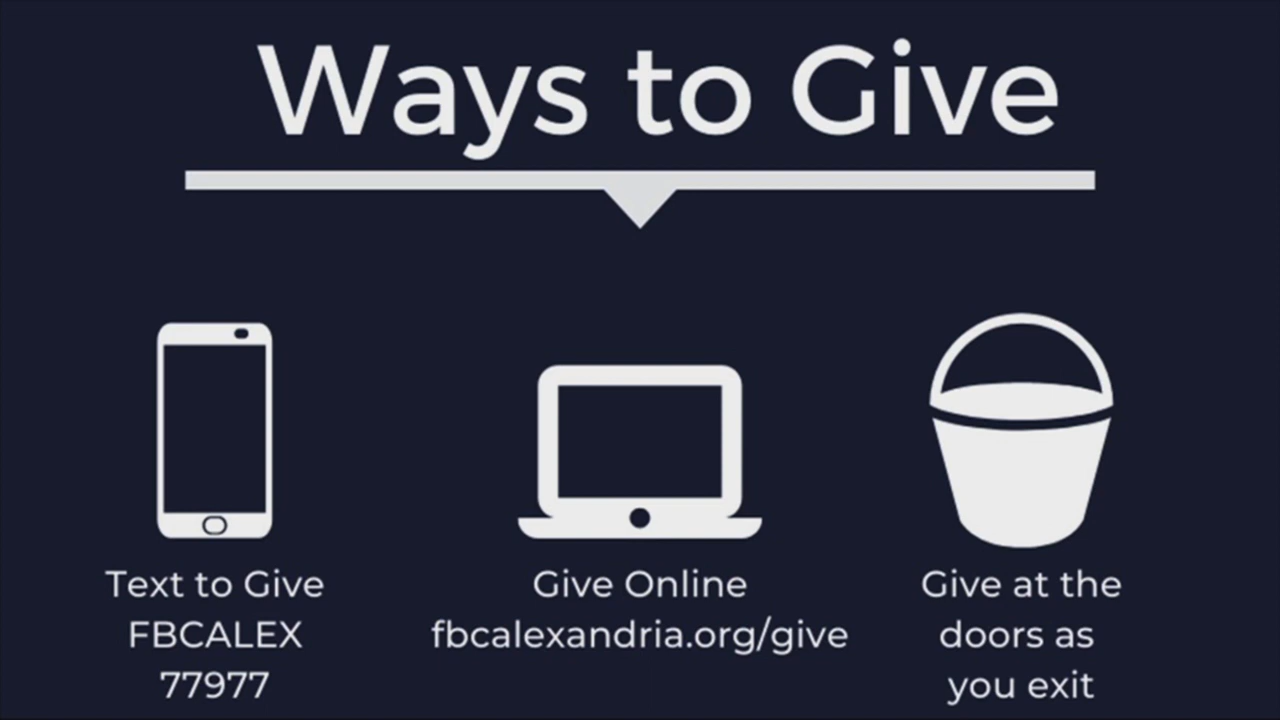 Ways to Give
Text to Give
FBCALEX
77977
Give Online
fbcalexandria.org/give
Give at the
doors as
you exit